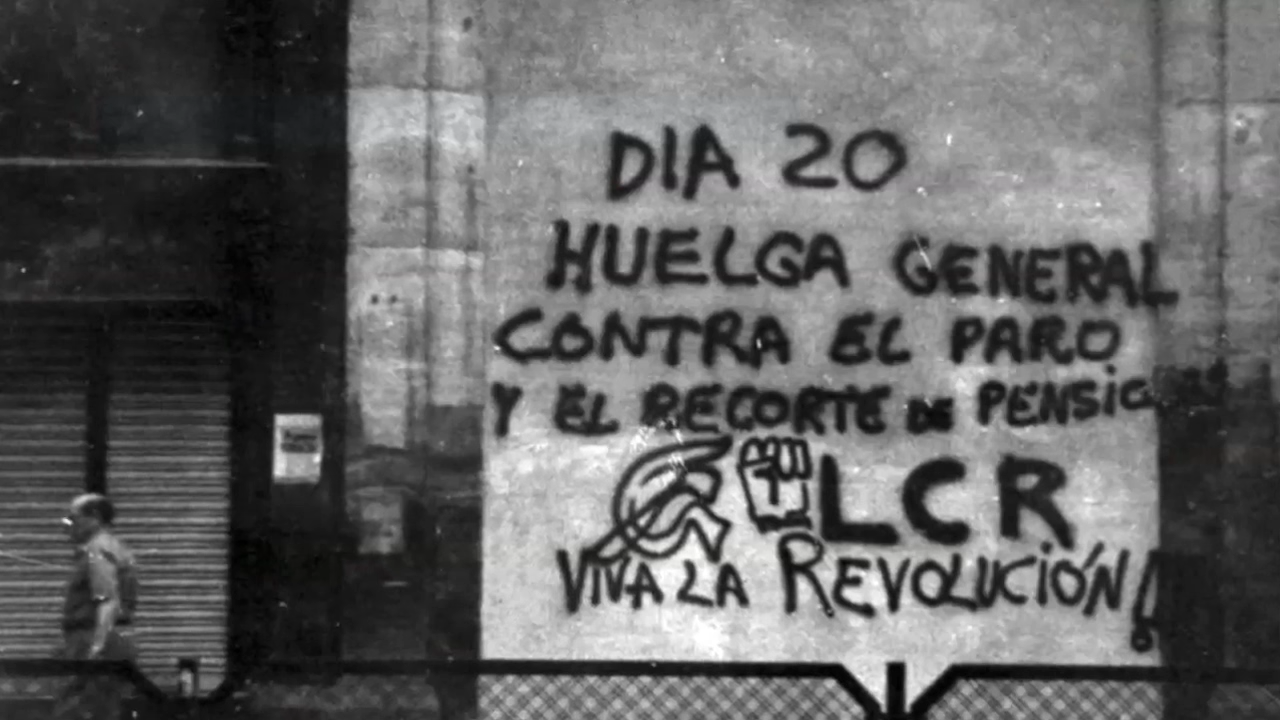 DIA 20
HUELGA GENERAL
CONTRA EL PARO
Y EL RECORTE DE
LCR
VIVA LA REVOLUCIÓN!